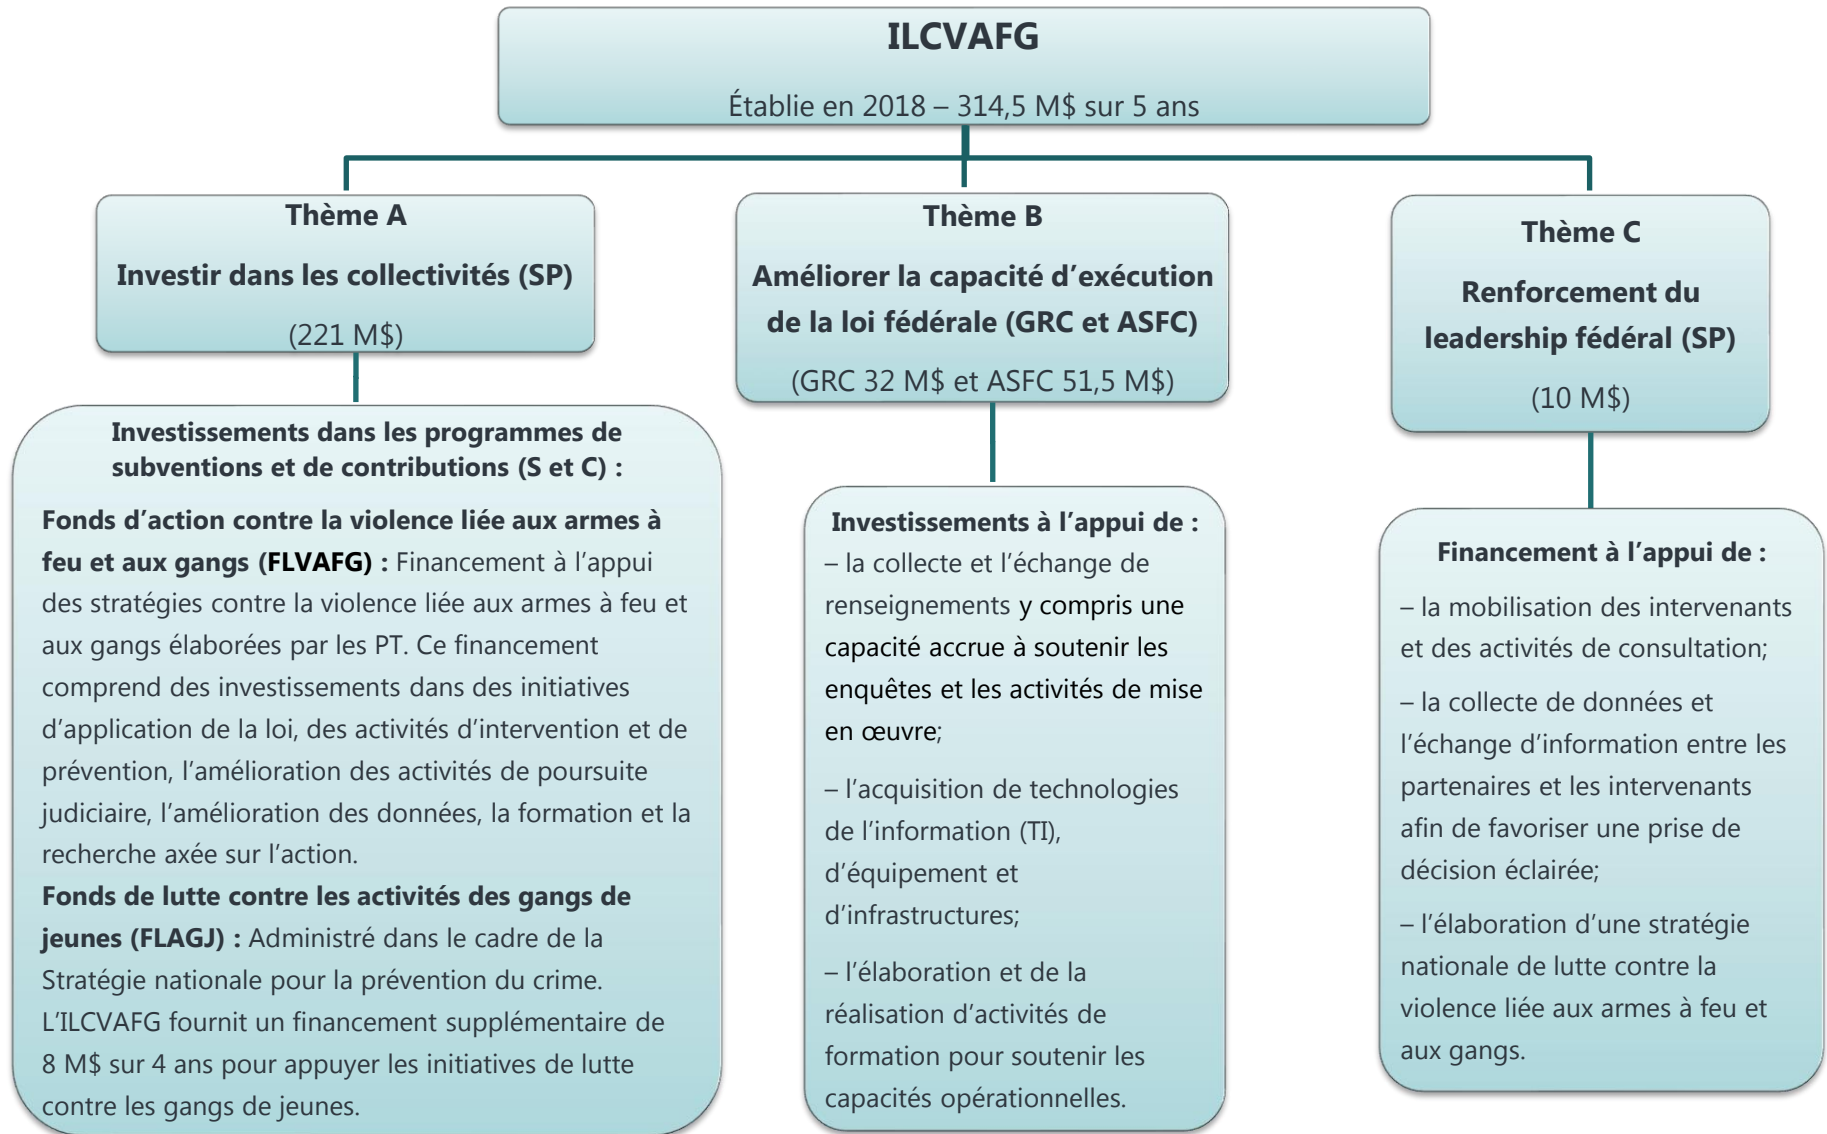 ILCVAFG
Établie en 2018 – 314,5 M$ sur 5 ans
Thème A
Investir dans les collectivités (SP)
(221 M$)
Investissements dans les programmes de
subventions et de contributions (S et C) :
Fonds d’action contre la violence liée aux armes à
feu et aux gangs (FLVAFG) : Financement à l’appui
des stratégies contre la violence liée aux armes à feu et
aux gangs élaborées par les PT. Ce financement
comprend des investissements dans des initiatives
d’application de la loi, des activités d’intervention et de
prévention, l’amélioration des activités de poursuite
judiciaire, l’amélioration des données, la formation et la
recherche axée sur l’action.
Fonds de lutte contre les activités des gangs de
jeunes (FLAGJ) : Administré dans le cadre de la
Stratégie nationale pour la prévention du crime.
L’ILCVAFG fournit un financement supplémentaire de
8 M$ sur 4 ans pour appuyer les initiatives de lutte
contre les gangs de jeunes.
Thème B
Améliorer la capacité d’exécution
de la loi fédérale (GRC et ASFC)
(GRC 32 M$ et ASFC 51,5 M$)
Investissements à l’appui de :
– la collecte et l’échange de
renseignements y compris une
capacité accrue à soutenir les
enquêtes et les activités de mise
en œuvre;
– l’acquisition de technologies
de l’information (TI),
d’équipement et
d’infrastructures;
– l’élaboration et de la
réalisation d’activités de
formation pour soutenir les
capacités opérationnelles.
Thème C
Renforcement du
leadership fédéral (SP)
(10 M$)
Financement à l’appui de :
– la mobilisation des intervenants
et des activités de consultation;
– la collecte de données et
l’échange d’information entre les
partenaires et les intervenants
afin de favoriser une prise de
décision éclairée;
– l’élaboration d’une stratégie
nationale de lutte contre la
violence liée aux armes à feu et
aux gangs.